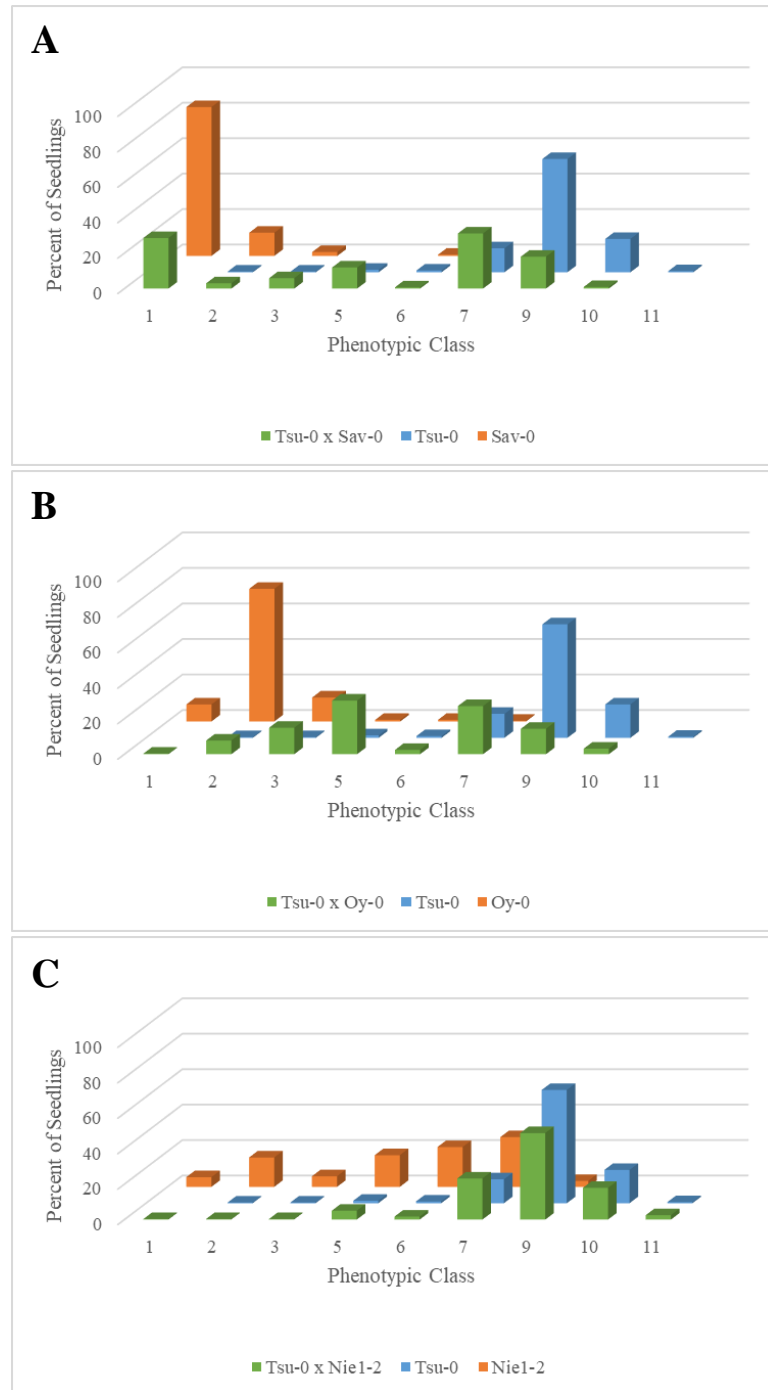 A
Percent of Seedlings
100
80
60
40
20
0
1 2 3 5 6 7 9 10 11
Phenotypic Class
Tsu-0 x Sav-0 Tsu-0 Sav-0
B
Percent of Seedlings
100
80
60
40
20
0
1 2 3 5 6 7 9 10 11
Phenotypic Class
Tsu-0 x Oy-0 Tsu-0 Oy-0
C
Percent of Seedlings
100
80
60
40
20
0
1 2 3 5 6 7 9 10 11
Phenotypic Class
Tsu-0 x Nie1-2 Tsu-0 Nie1-2